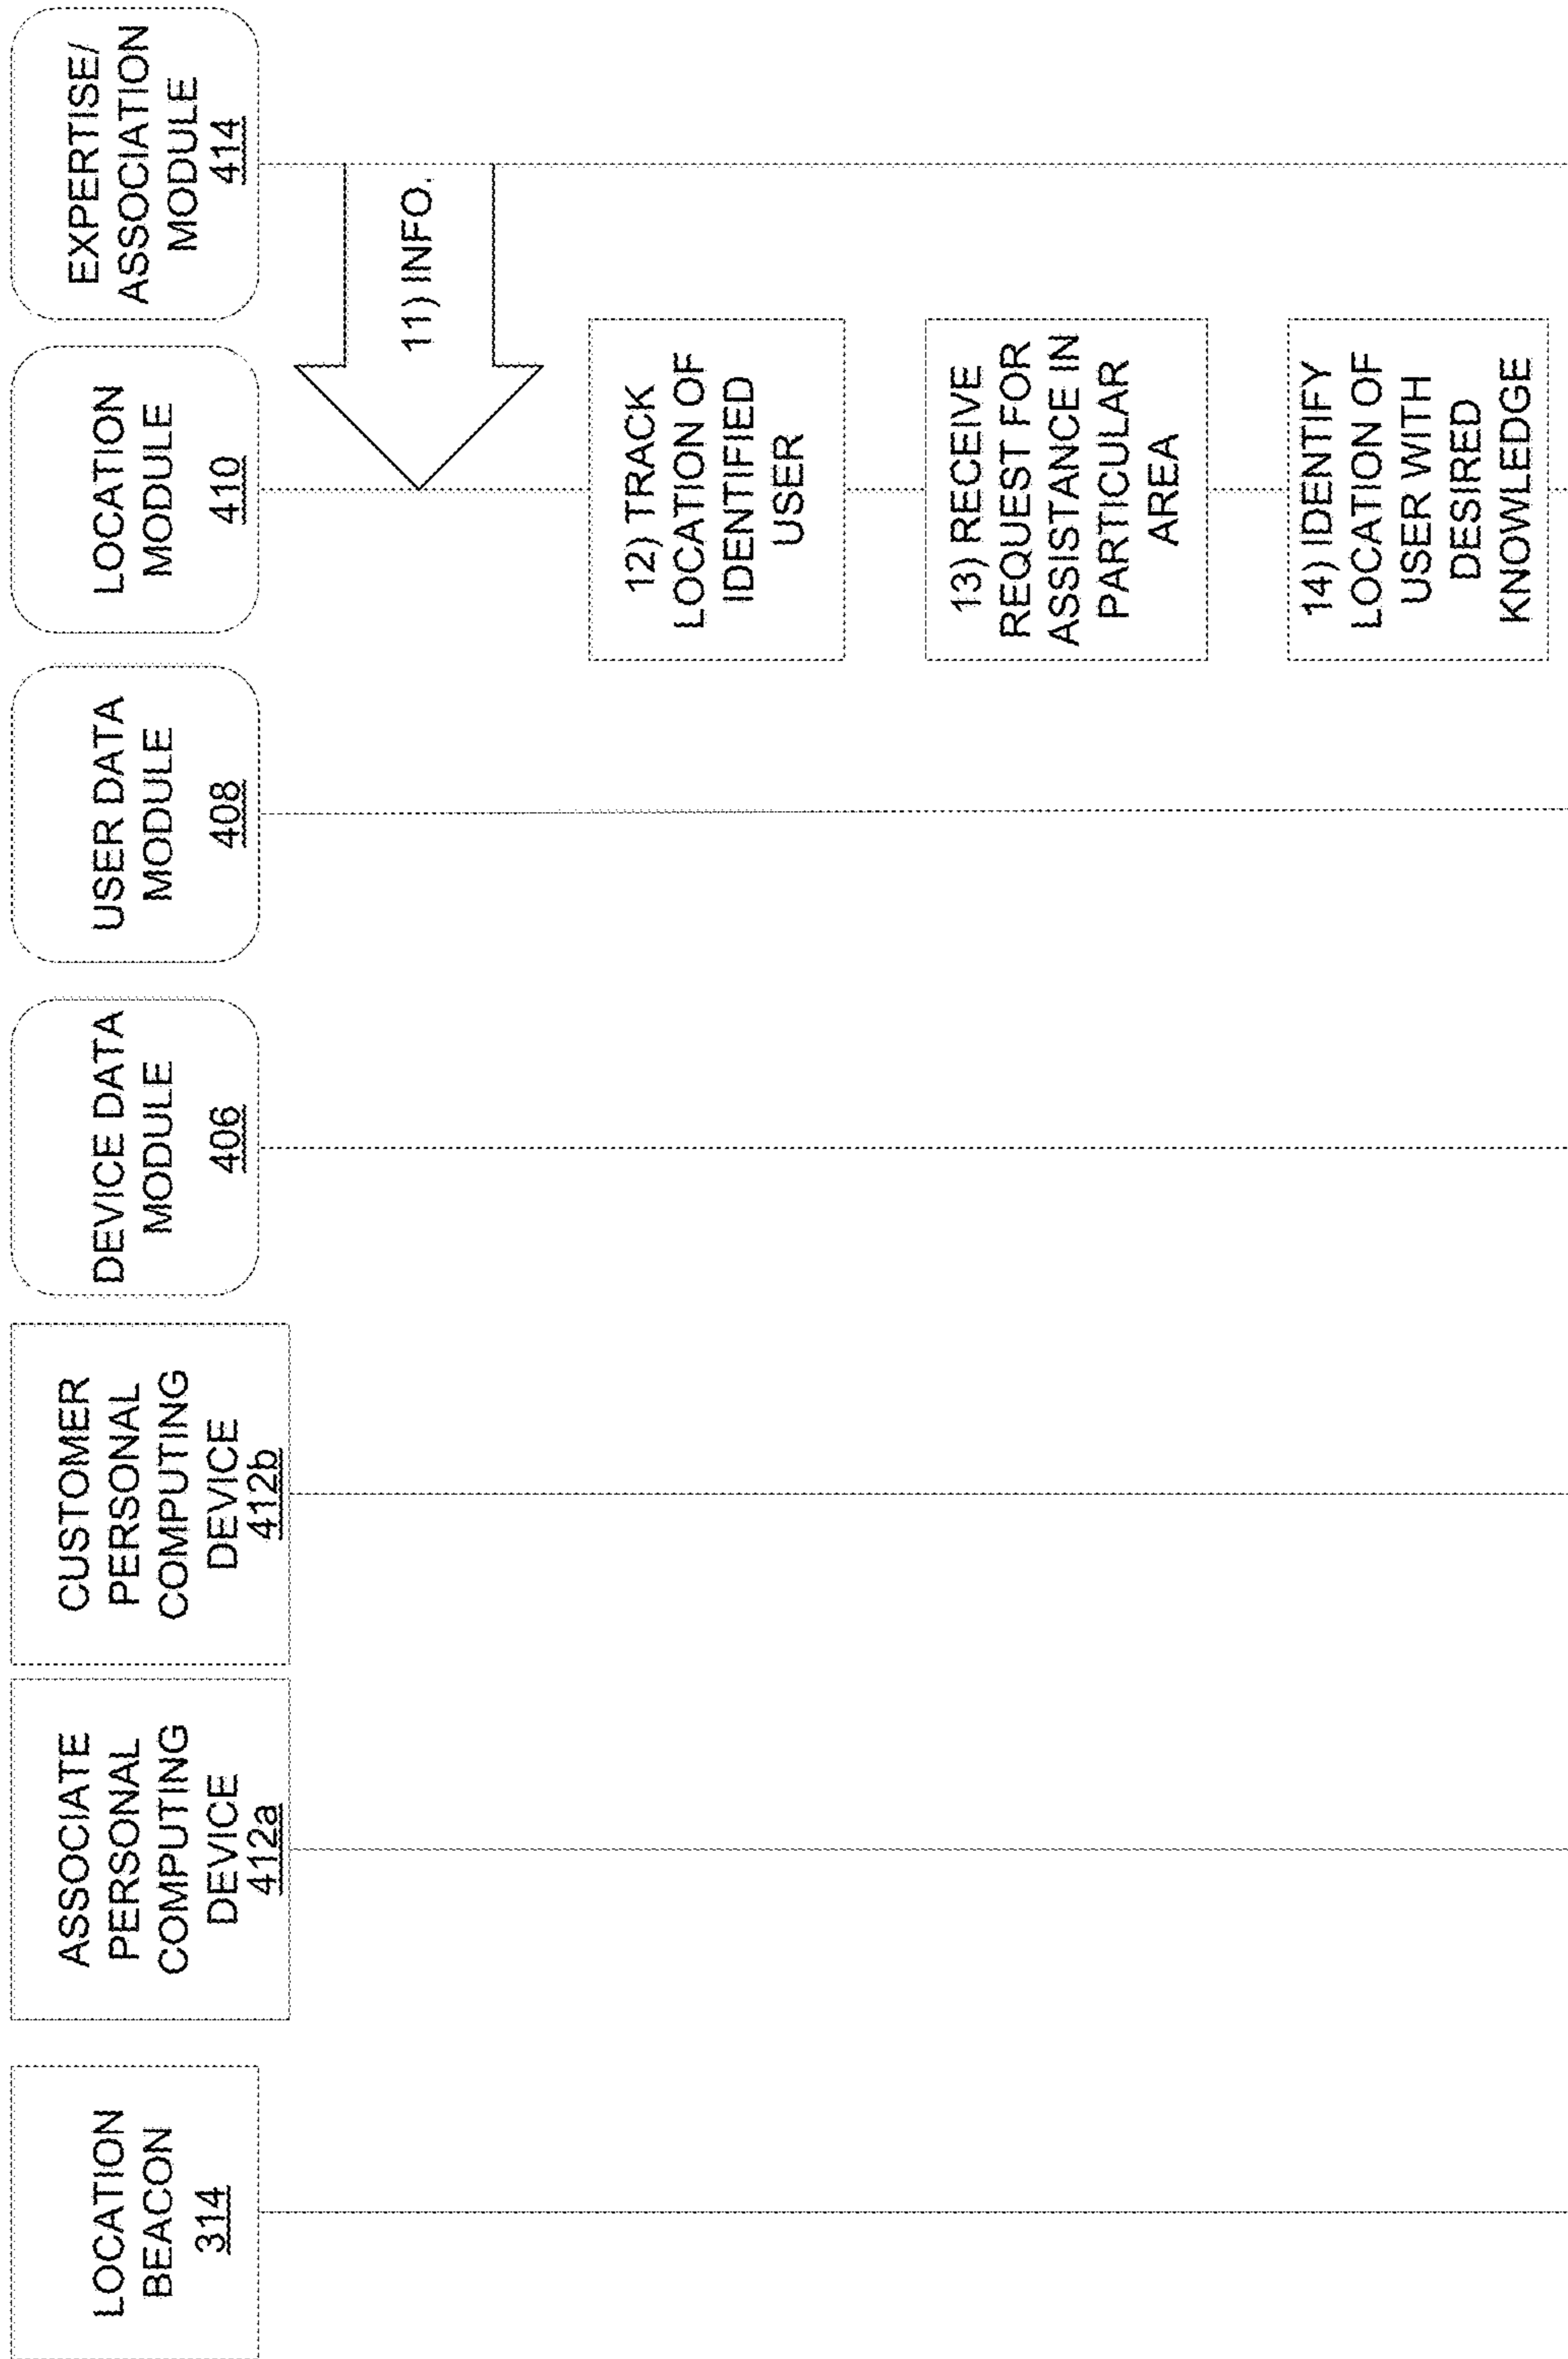 LOCATION
BEACON
314
ASSOCIATE
PERSONAL
COMPUTING
DEVICE
412a
CUSTOMER
PERSONAL
COMPUTING
DEVICE
412b
DEVICE DATA
MODULE
406
USER DATA
MODULE
408
LOCATION
MODULE
410
EXPERTISE/
ASSOCIATION
MODULE
414
11) INFO.
12) TRACK
LOCATION OF
IDENTIFIED
USER
13) RECEIVE
REQUEST FOR
ASSISTANCE IN
PARTICULAR
AREA
14) IDENTIFY
LOCATION OF
USER WITH
DESIRED
KNOWLEDGE